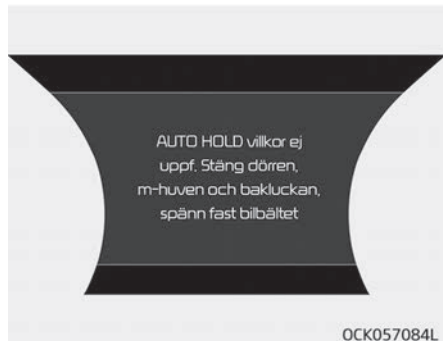 AUTO HOLD villkor ej
uppf. Stäng dörren,
m-huven och bakluckan,
spänn fast bilbältet
OCK057084L